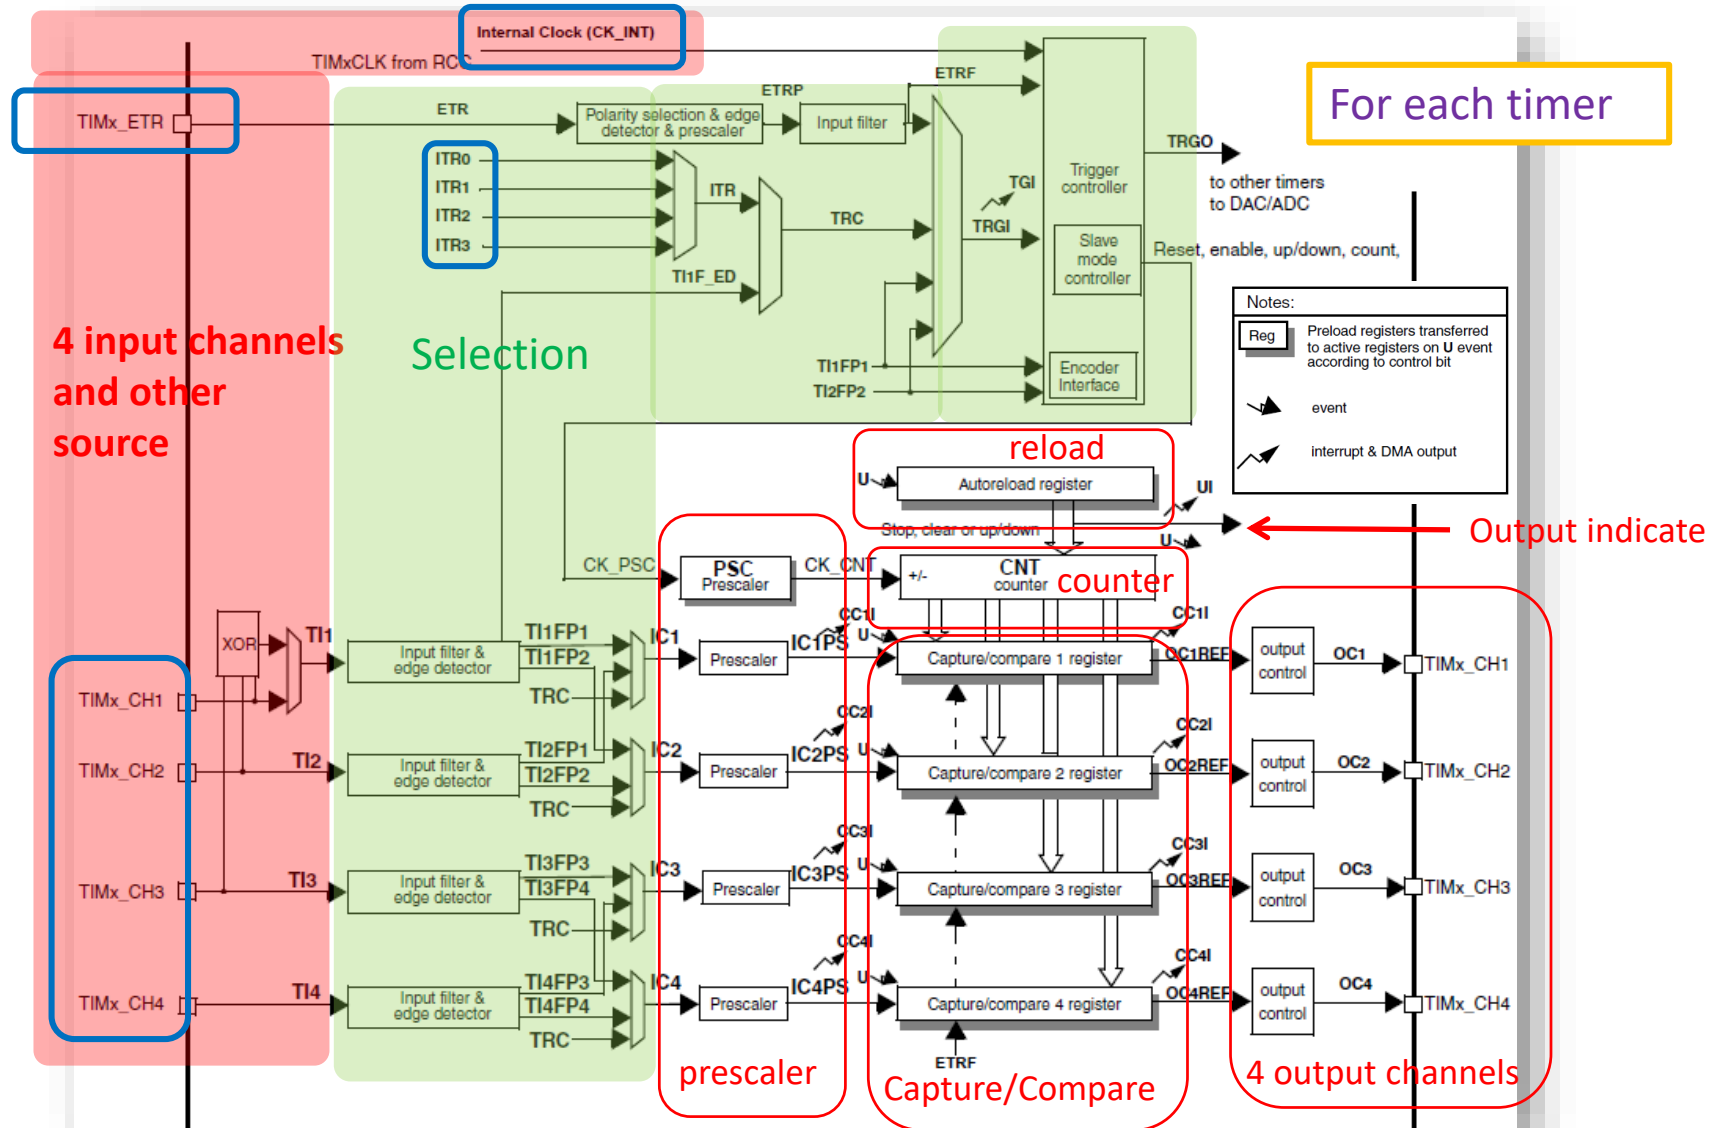 Internal Clock (CK_INT)
TIMxCLK from RCC
ETRF
ETRP
For each timer
ETR
TIMx_ETR
Polarity selection & edge
detector & prescaler
Input filter
TRGO
to other timers
to DAC/ADC
ITR0
ITR1
ITR2
ITR3
ITR
TRC
TGI
TRGI
Trigger
controller
Slave
mode
controller
Reset, enable, up/down, count,
TI1F_ED
Notes:
Reg
Preload registers transferred
to active registers on U event
according to control bit
event
interrupt & DMA output
4 input channels
and other
source
Selection
TI1FP1
TI2FP2
Encoder
Interface
reload
U
Autoreload register
UI
Stop, clear or up/down
U
Output indicate
CK_PSC
PSC
Prescaler
CK_CNT
+/-
CNT
counter
counter
XOR
TI1
Input filter &
edge detector
TI1FP1
TI1FP2
TRC
IC1
Prescaler
IC1PS
CC1I
U
Capture/compare 1 register
CC1I
OC1REF
output
control
OC1
TIMx_CH1
TIMx_CH1
TIMx_CH2
TI2
Input filter &
edge detector
TI2FP1
TI2FP2
TRC
IC2
Prescaler
IC2PS
CC2I
U
Capture/compare 2 register
CC2I
OC2REF
output
control
OC2
TIMx_CH2
TIMx_CH3
TI3
Input filter &
edge detector
TI3FP3
TI3FP4
TRC
IC3
Prescaler
IC3PS
CC3I
U
Capture/compare 3 register
CC3I
OC3REF
output
control
OC3
TIMx_CH3
TIMx_CH4
TI4
Input filter &
edge detector
TI4FP3
TI4FP4
TRC
IC4
Prescaler
IC4PS
CC4I
U
Capture/compare 4 register
CC4I
OC4REF
output
control
OC4
TIMx_CH4
ETRF
prescaler
Capture/Compare
4 output channels